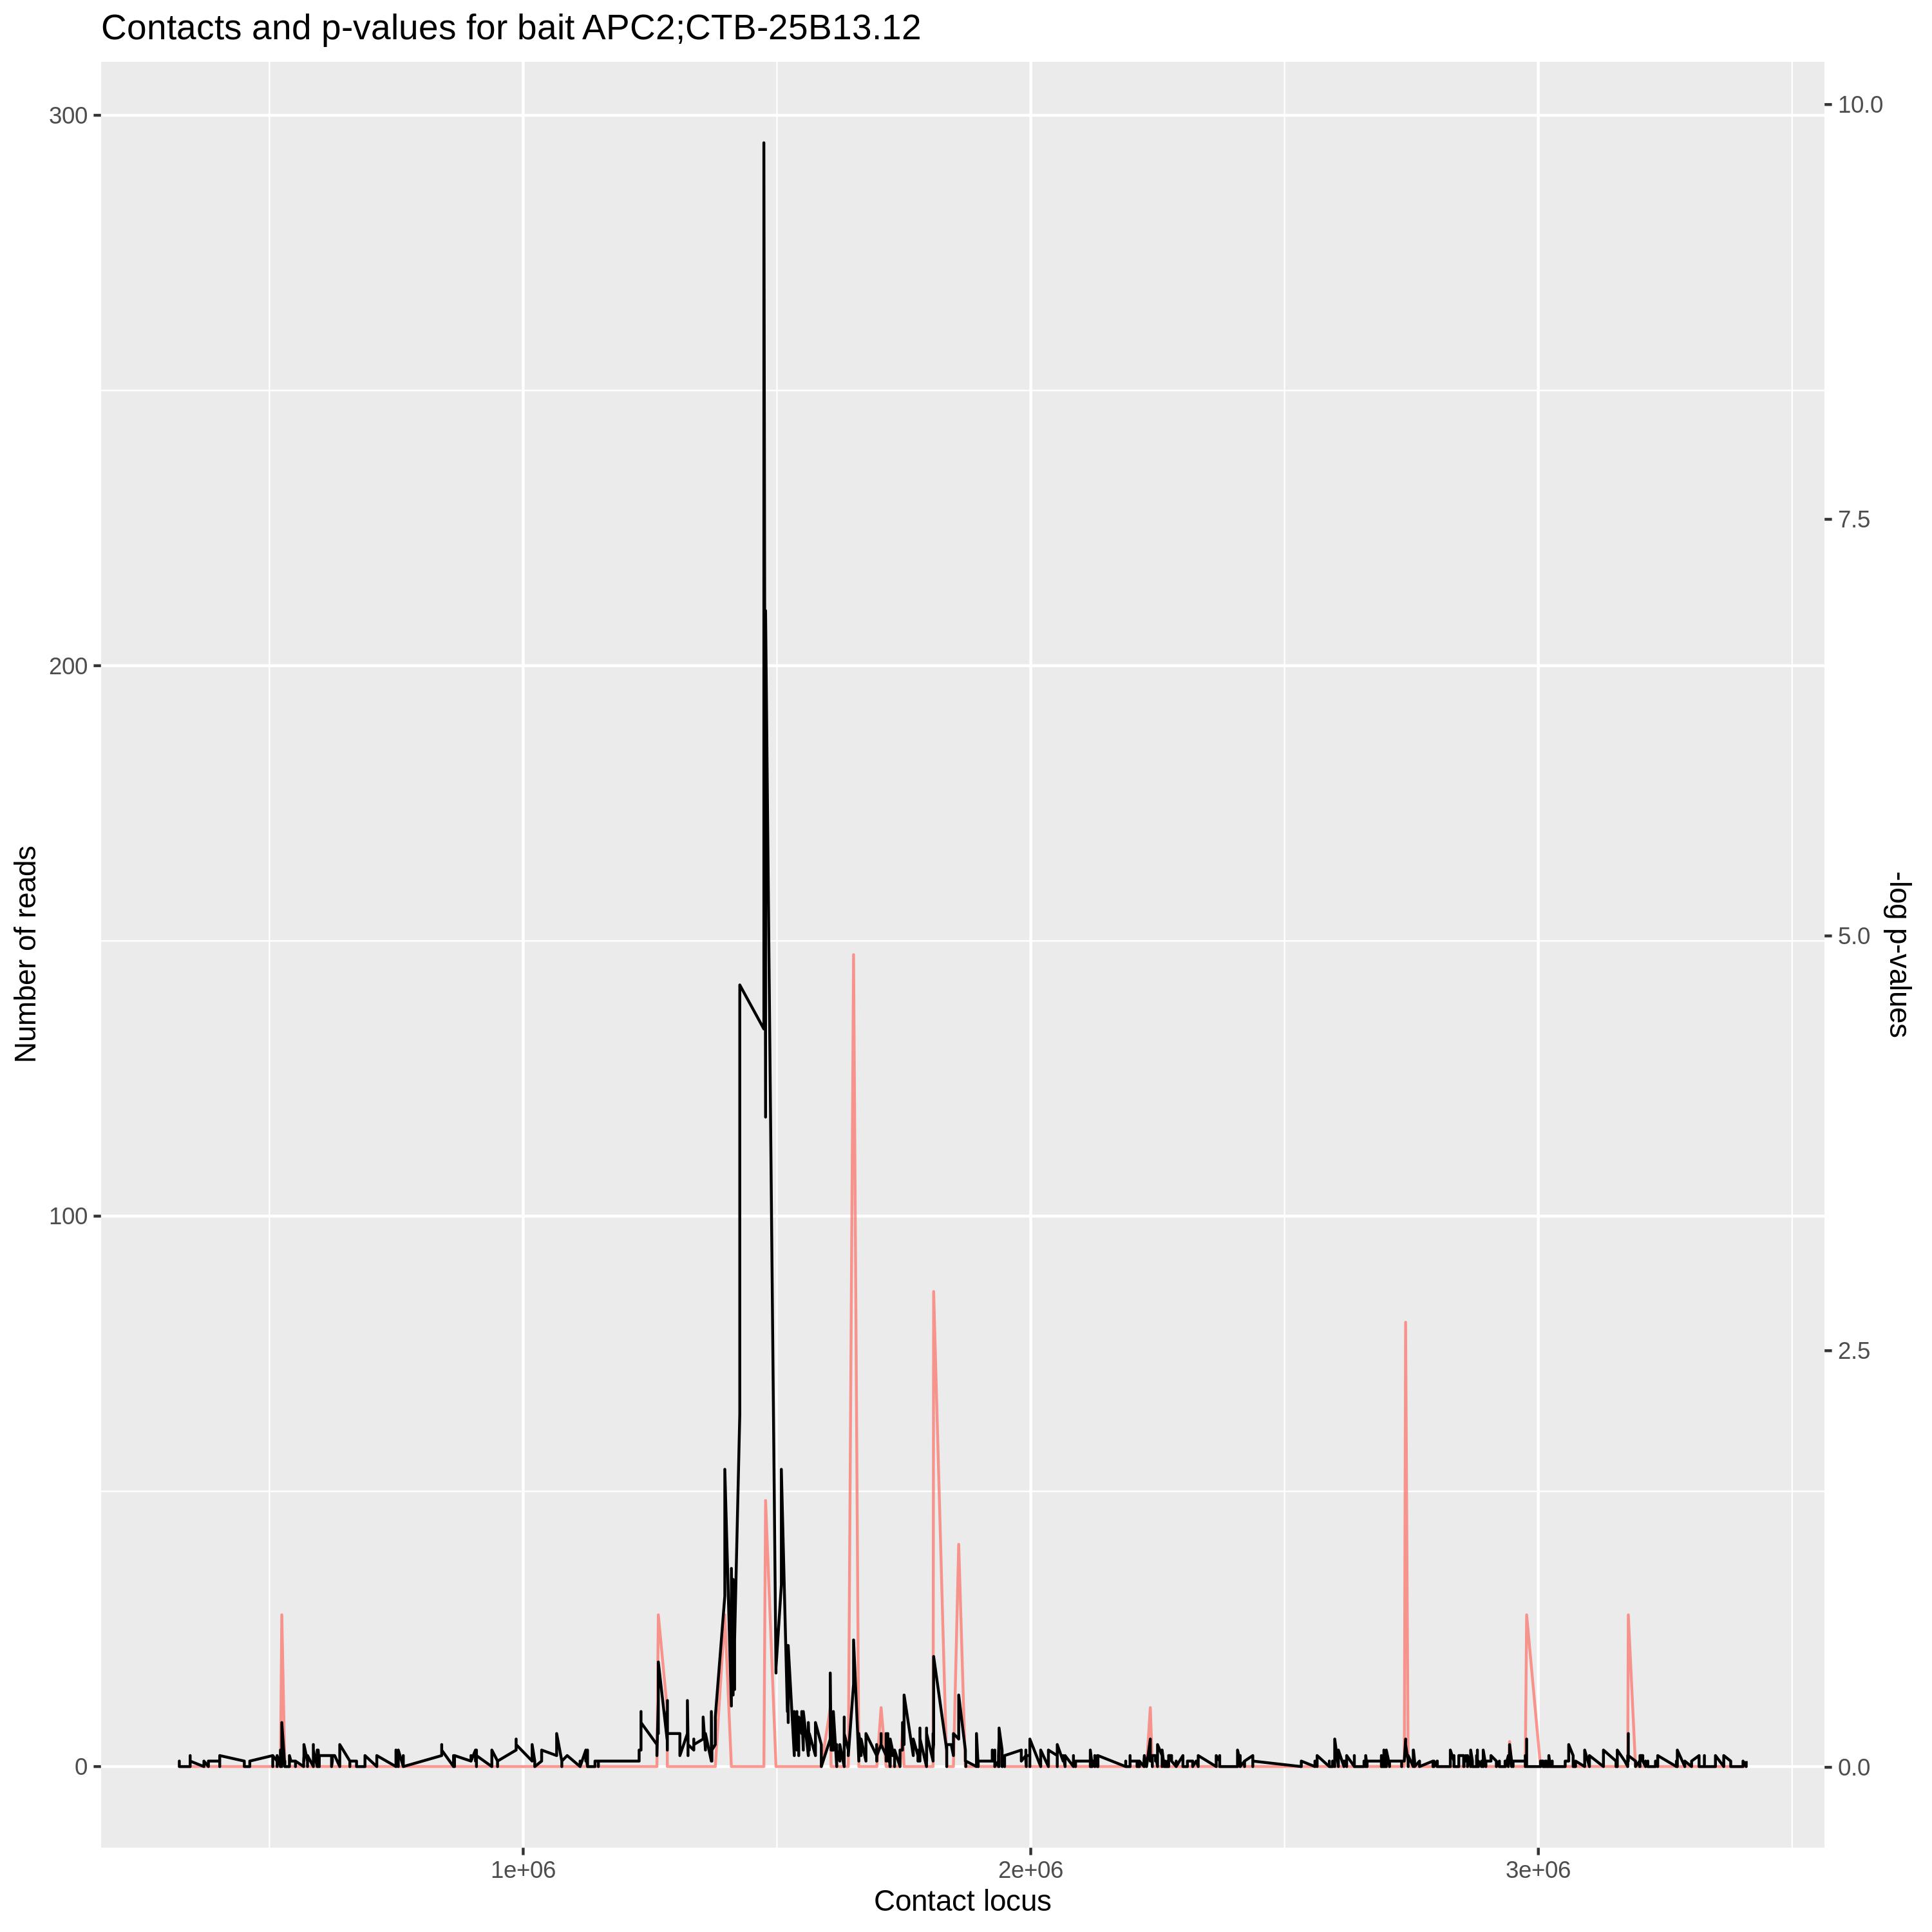 Contacts and p-values for bait APC2;CTB-25B13.12
300
200
100
0
Number of reads
10.0
7.5
5.0
2.5
0.0
-log p-values
1e+06
2e+06
3e+06
Contact locus